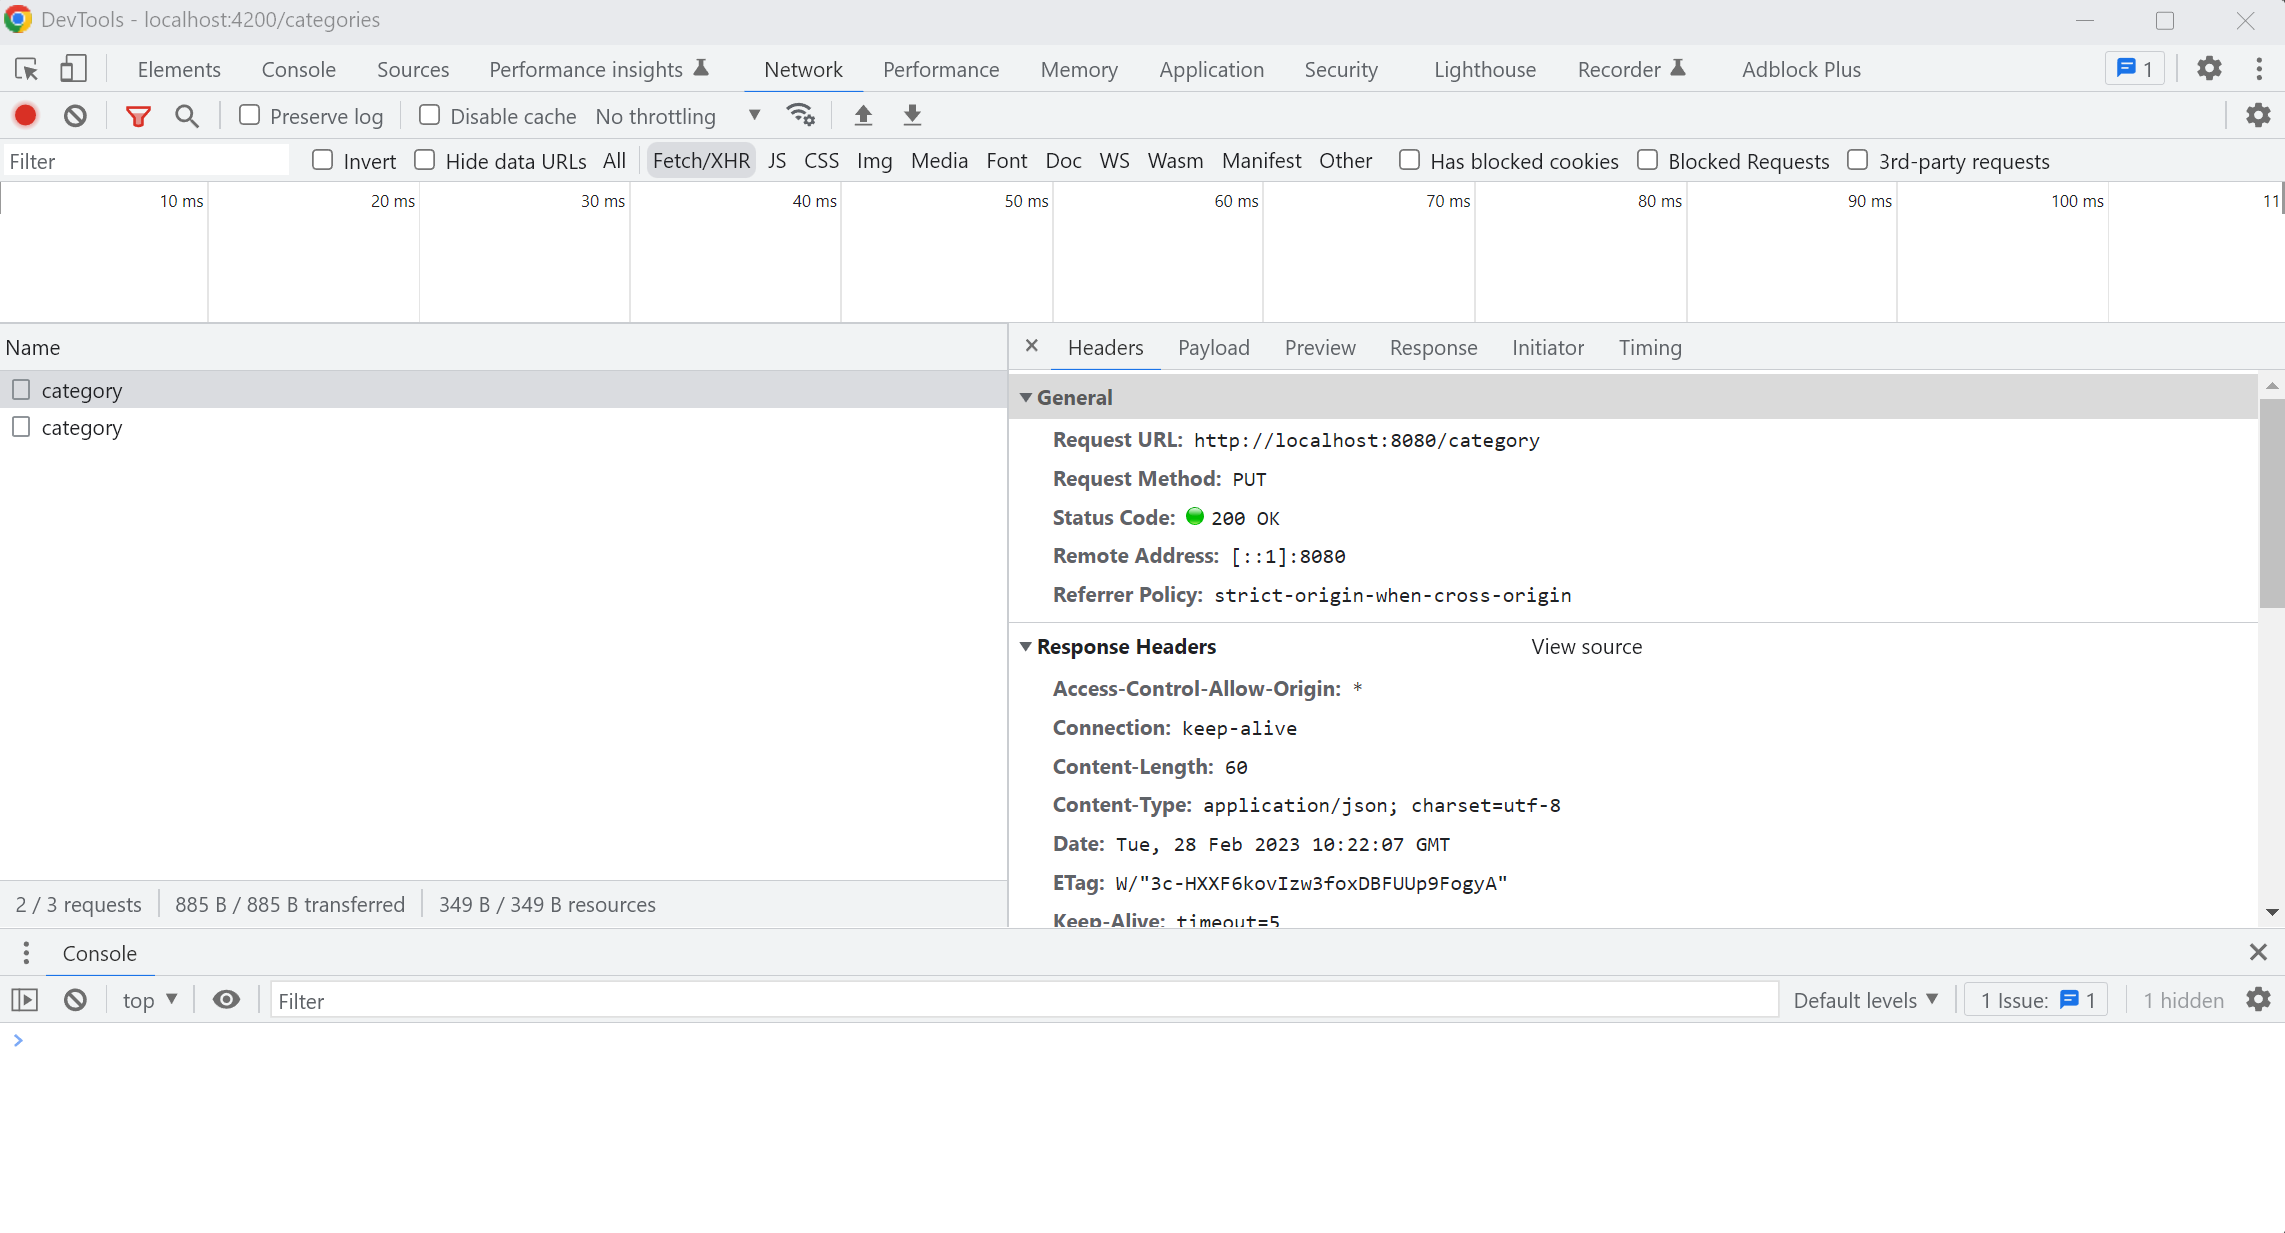 DevTools - localhost:4200/categories
Elements Console Sources Performance insights Network Performance Memory Application Security Lighthouse Recorder Adblock Plus 1
Preserve log Disable cache No throttling
Filter Invert Hide data URLs All Fetch/XHR JS CSS Img Media Font Doc WS Wasm Manifest Other Has blocked cookies Blocked Requests 3rd-party requests
10 ms 20 ms 30 ms 40 ms 50 ms 60 ms 70 ms 80 ms 90 ms 100 ms 11
Name
category
category
2 / 3 requests 885 B / 885 B transferred 349 B / 349 B resources
Headers Payload Preview Response Initiator Timing
General
Request URL: http://localhost:8080/category
Request Method: PUT
Status Code: 200 OK
Remote Address: [::1]:8080
Referrer Policy: strict-origin-when-cross-origin
Response Headers View source
Access-Control-Allow-Origin: *
Connection: keep-alive
Content-Length: 60
Content-Type: application/json; charset=utf-8
Date: Tue, 28 Feb 2023 10:22:07 GMT
ETag: W/"3c-HXXF6kovIzw3foxDBFUUp9FogyA"
Keep-Alive: timeout=5
Console
top Filter Default levels 1 Issue: 1 1 hidden